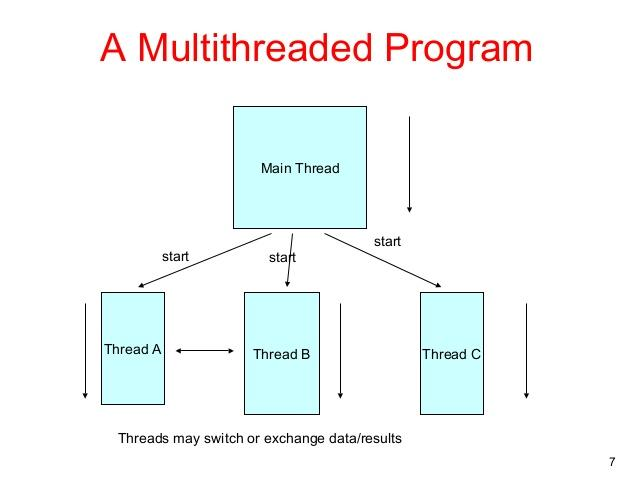 A Multithreaded Program
Main Thread
start
start
start
Thread A
Thread B
Thread C
Threads may switch or exchange data/results
7